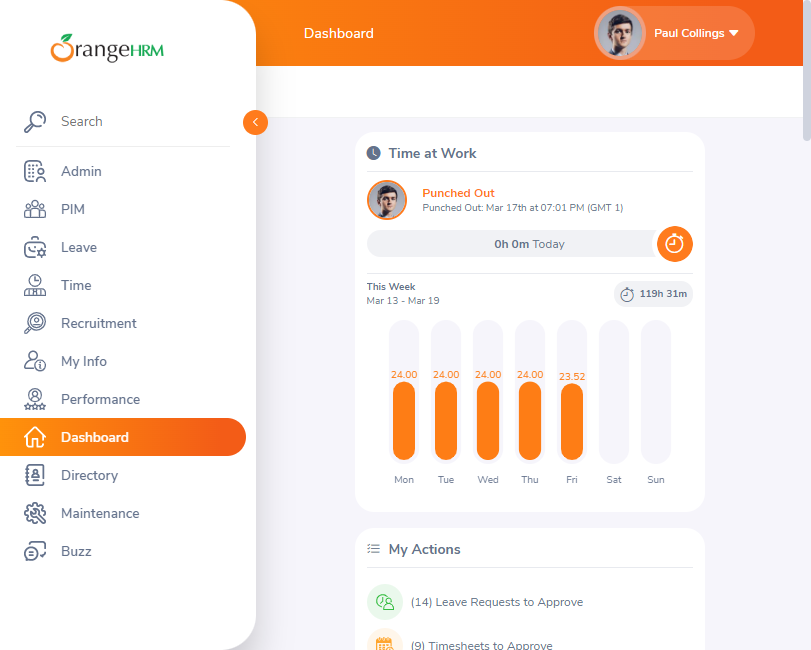 OrangeHRM
Dashboard
Paul Collings
Search
Admin
PIM
Leave
Time
Recruitment
My Info
Performance
Dashboard
Directory
Maintenance
Buzz
Time at Work
Punched Out
Punched Out: Mar 17th at 07:01 PM (GMT 1)
0h 0m Today
This Week
Mar 13 - Mar 19
119h 31m
24.00 24.00 24.00 24.00 23.52
Mon Tue Wed Thu Fri Sat Sun
My Actions
(14) Leave Requests to Approve
(9) Timesheets to Approve